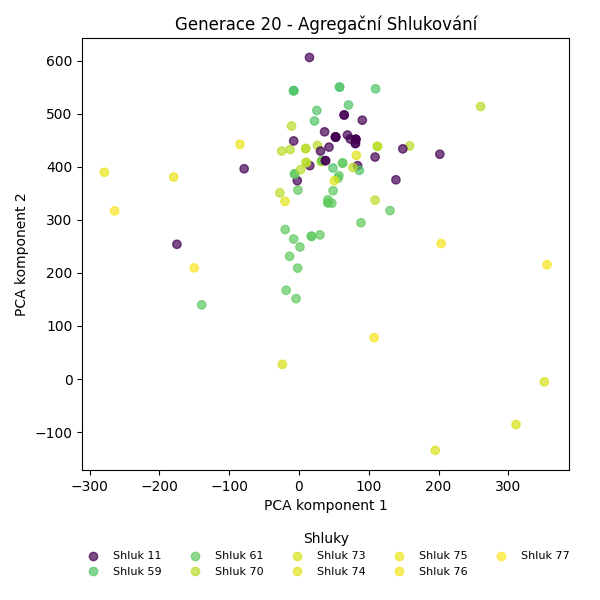 Generace 20 - Agregační Shlukování
PCA komponent 2
600
500
400
300
200
100
0
−100
−300
−200
−100
0
100
200
300
PCA komponent 1
Shluky
Shluk 11
Shluk 61
Shluk 73
Shluk 75
Shluk 77
Shluk 59
Shluk 70
Shluk 74
Shluk 76